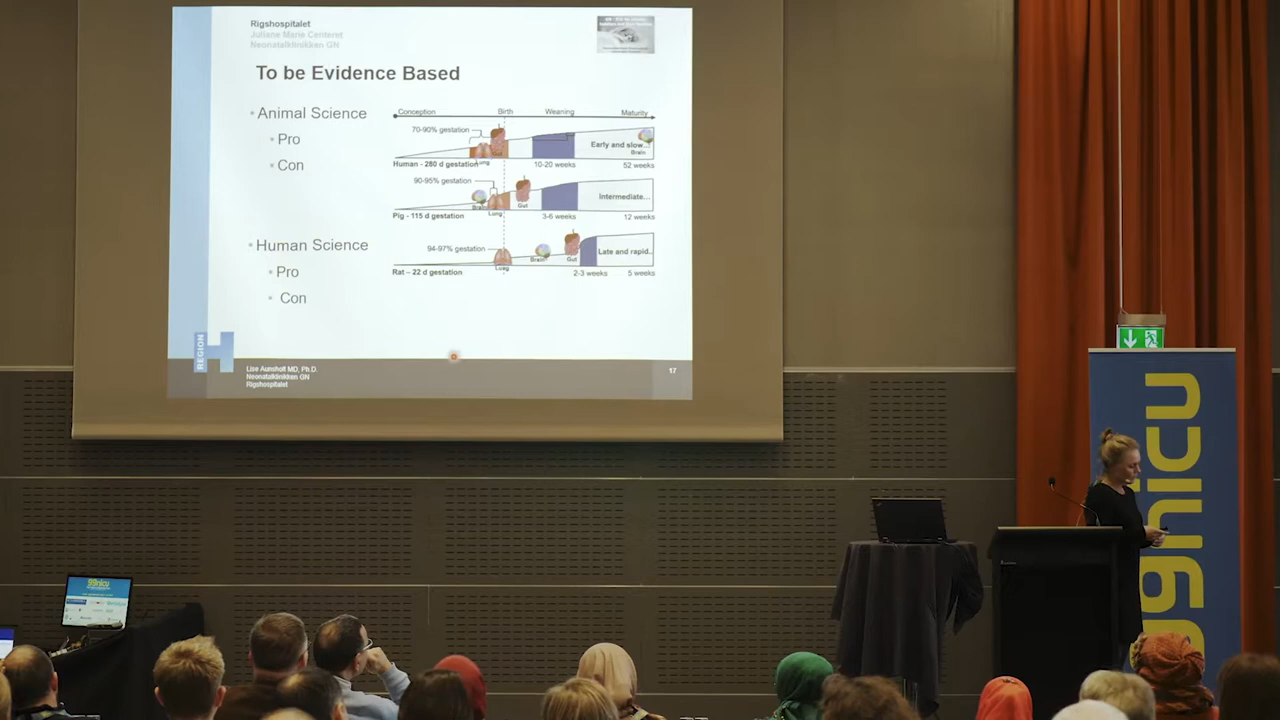 Rigshospitalet
Juliane Marie Centeret
Neonatalklinikken GN
To be Evidence Based
• Animal Science
• Pro
• Con
• Human Science
• Pro
• Con
Conception Birth Weaning Maturity
70-90% gestation
Early and slow...
Brain
Lung
Human - 280 d gestation 10-20 weeks 52 weeks
90-95% gestation
Intermediate...
Brain Lung Gut
Pig - 115 d gestation 3-6 weeks 12 weeks
94-97% gestation
Late and rapid..
Lung Brain Gut
Rat – 22 d gestation 2-3 weeks 5 weeks
REGION
Lise Aunsholt MD, Ph.D.
Neonatalklinikken GN
Rigshospitalet
17
99nicu
99nicu